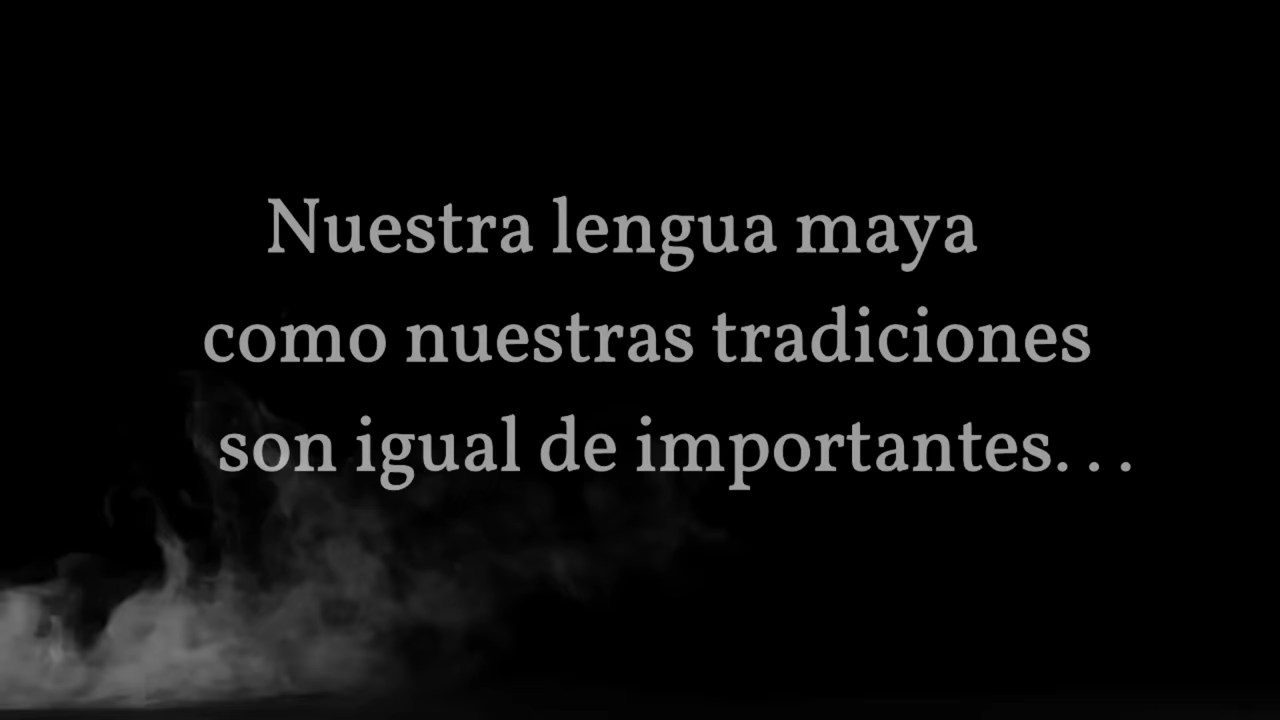 Nuestra lengua maya
como nuestras tradiciones
son igual de importantes...